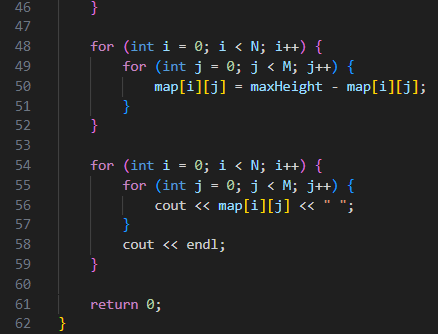 46     }
47
48     for (int i = 0; i < N; i++) {
49         for (int j = 0; j < M; j++) {
50             map[i][j] = maxHeight - map[i][j];
51         }
52     }
53
54     for (int i = 0; i < N; i++) {
55         for (int j = 0; j < M; j++) {
56             cout << map[i][j] << " ";
57         }
58         cout << endl;
59     }
60
61     return 0;
62 }